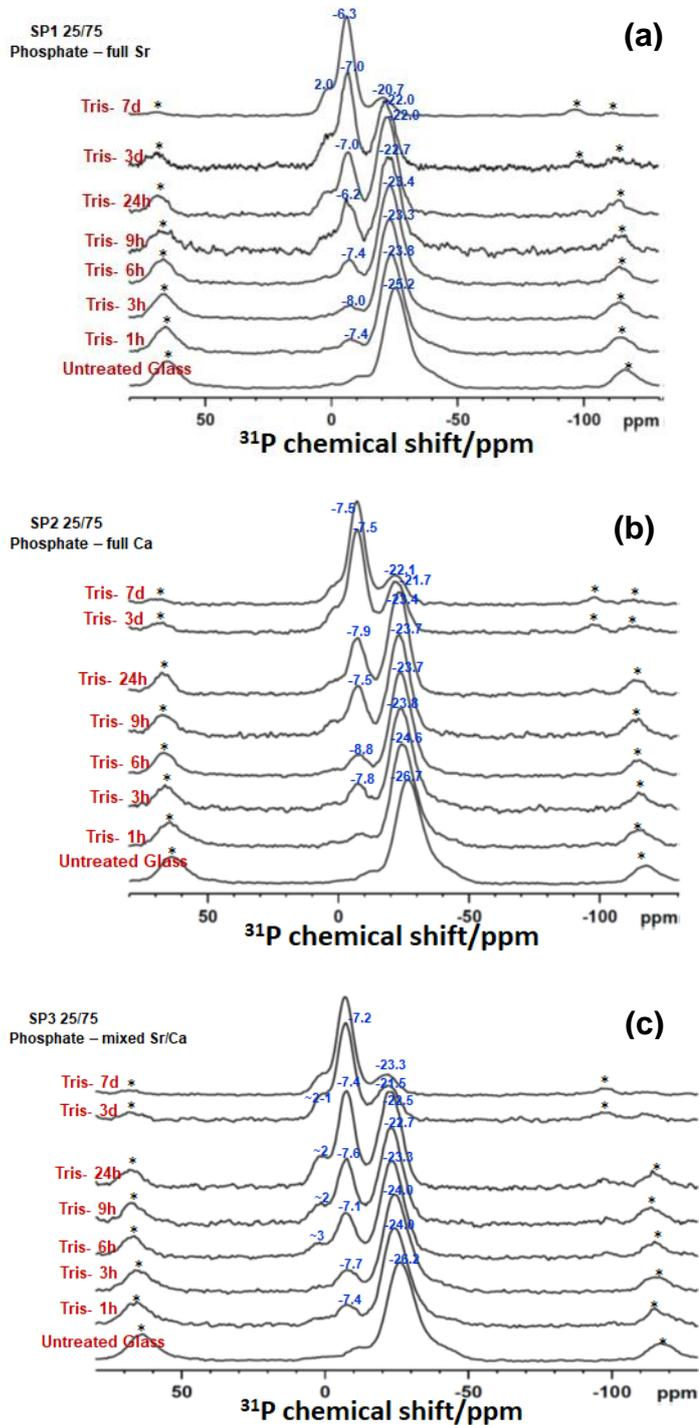 SP1 25/75
Phosphate – full Sr
(a)
-6.3
-7.0
2.0
-20.7
-22.0
-22.0
Tris- 7d
*
*
*
Tris- 3d
*
*
*
-7.0
-22.7
Tris- 24h
*
*
-6.2
-23.4
Tris- 9h
*
*
-23.3
Tris- 6h
*
-7.4
-23.8
*
Tris- 3h
*
-8.0
-25.2
*
Tris- 1h
*
-7.4
*
Untreated Glass
*
*
50
0
-50
-100
ppm
³¹P chemical shift/ppm
SP2 25/75
Phosphate – full Ca
(b)
-7.5
-7.5
-22.1
-21.7
-23.4
Tris- 7d
*
*
*
Tris- 3d
*
*
*
-7.9
-23.7
Tris- 24h
*
*
-7.5
-23.7
Tris- 9h
*
*
-23.8
Tris- 6h
*
-8.8
-24.6
*
Tris- 3h
*
-7.8
-26.7
*
Tris- 1h
*
*
Untreated Glass
*
*
50
0
-50
-100
ppm
³¹P chemical shift/ppm
SP3 25/75
Phosphate – mixed Sr/Ca
(c)
-7.2
-23.3
Tris- 7d
*
-7.4
-21.5
*
Tris- 3d
*
~2-1
-22.5
*
-22.7
Tris- 24h
*
~2
-7.6
-23.3
*
Tris- 9h
*
~2
-7.1
-24.0
*
Tris- 6h
*
~3
-24.0
*
Tris- 3h
*
-7.7
-26.2
*
Tris- 1h
*
-7.4
*
Untreated Glass
*
*
50
0
-50
-100
ppm
³¹P chemical shift/ppm